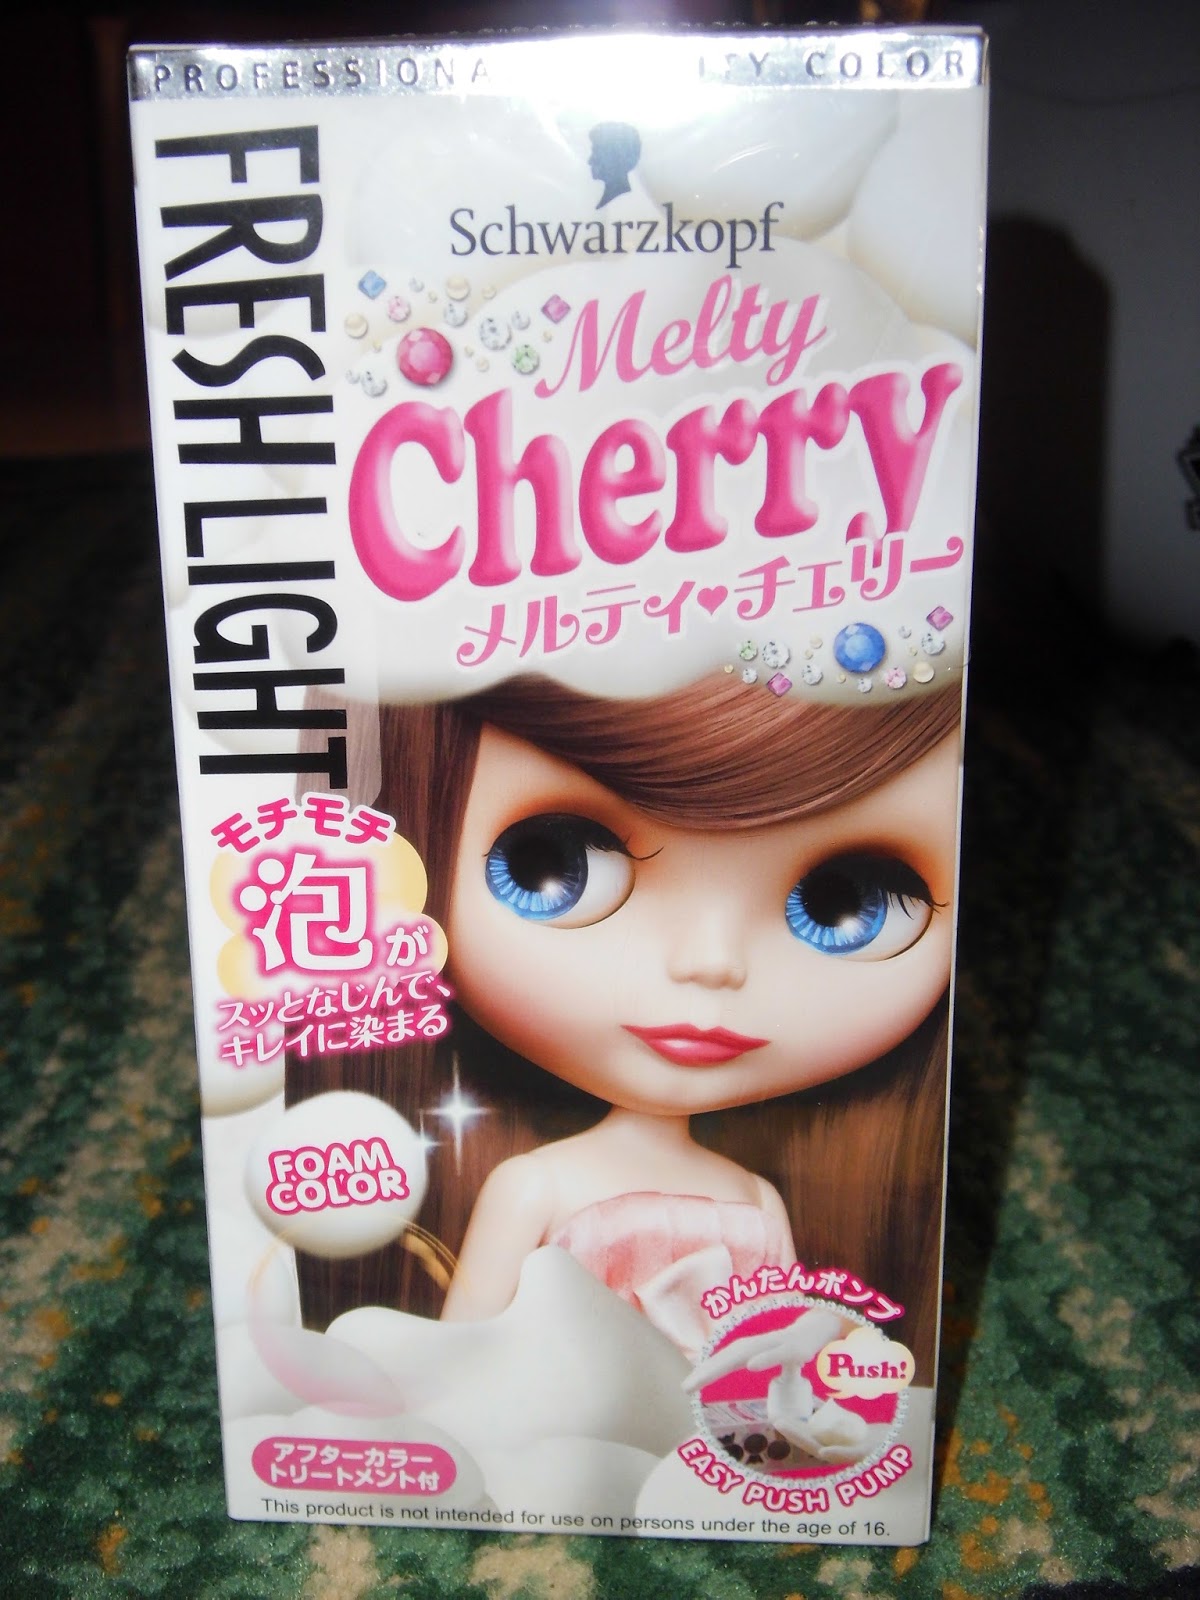 PROFESSIONA ITY COLOR
FRESH LIGHT
Schwarzkopf
Melty
Cherry
メルティ♥チェリー
モチモチ
泡が
スッとなじんで、
キレイに染まる
FOAM
COLOR
かんたんポンプ
Push!
EASY PUSH PUMP
アフターカラー
トリートメント付
This product is not intended for use on persons under the age of 16.